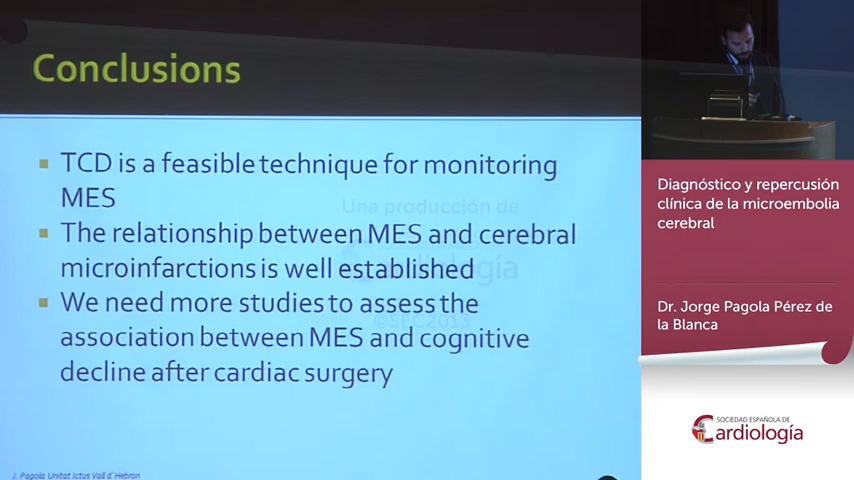 Conclusions
TCD is a feasible technique for monitoring
MES
The relationship between MES and cerebral
microinfarctions is well established
We need more studies to assess the
association between MES and cognitive
decline after cardiac surgery
Una producción de
Cardiología
©SEC2013
J. Pagola Unitat Ictus Vall d´Hebron
Diagnóstico y repercusión
clínica de la microembolia
cerebral
Dr. Jorge Pagola Pérez de
la Blanca
SOCIEDAD ESPAÑOLA DE
Cardiología